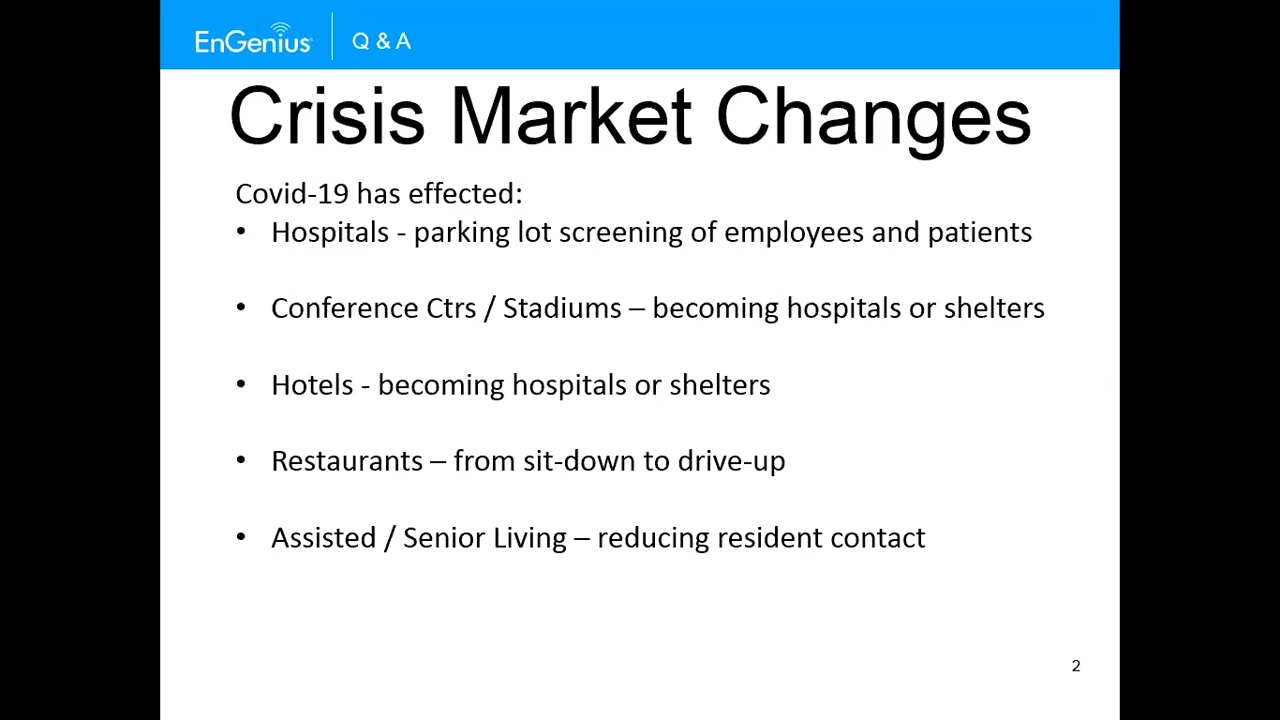 EnGenius® Q & A
Crisis Market Changes
Covid-19 has effected:
• Hospitals - parking lot screening of employees and patients
• Conference Ctrs / Stadiums – becoming hospitals or shelters
• Hotels - becoming hospitals or shelters
• Restaurants – from sit-down to drive-up
• Assisted / Senior Living – reducing resident contact
2